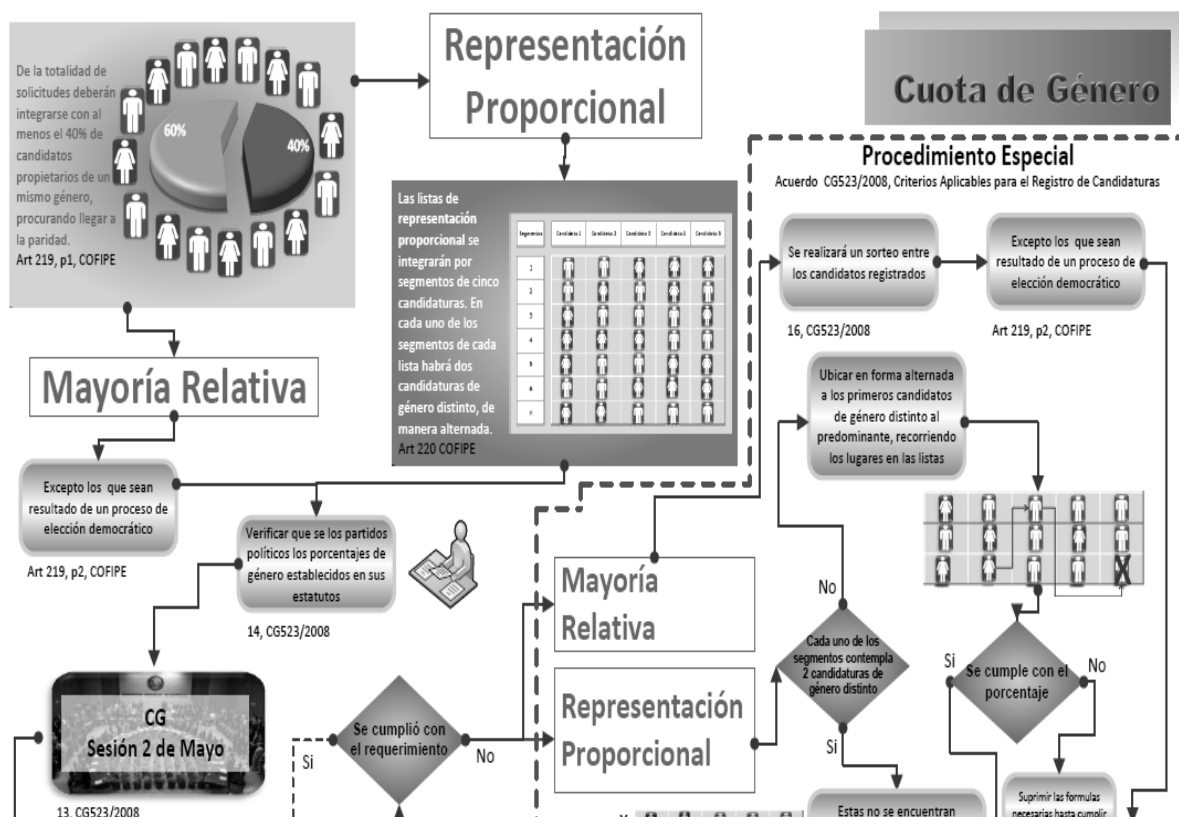 De la totalidad de
solicitudes deberán
integrarse con al
menos el 40% de
candidatos
propietarios de un
mismo género,
procurando llegar a
la paridad.
Art 219, p1, COFIPE
60%
40%
Representación
Proporcional
Cuota de Género
Las listas de
representación
proporcional se
integrarán por
segmentos de cinco
candidaturas. En
cada uno de los
segmentos de cada
lista habrá dos
candidaturas de
género distinto, de
manera alternada.
Art 220 COFIPE
Segmentos
1
2
3
4
Procedimiento Especial
Acuerdo CG523/2008, Criterios Aplicables para el Registro de Candidaturas
Se realizará un sorteo entre
los candidatos registrados
16, CG523/2008
Excepto los que sean
resultado de un proceso de
elección democrático
Art 219, p2, COFIPE
Mayoría Relativa
Excepto los que sean
resultado de un proceso de
elección democrático
Art 219, p2, COFIPE
Verificar que se los partidos
políticos los porcentajes de
género establecidos en sus
estatutos
14, CG523/2008
Ubicar en forma alternada
a los primeros candidatos
de género distinto al
predominante, recorriendo
los lugares en las listas
CG
Sesión 2 de Mayo
13, CG523/2008
Se cumplió con
el requerimiento
Si
No
Mayoría
Relativa
Representación
Proporcional
Cada uno de los
segmentos contempla
2 candidaturas de
género distinto
No
Si
Se cumple con el
porcentaje
Si
No
Estas no se encuentran
Suprimir las formulas
necesarias hasta cumplir
X